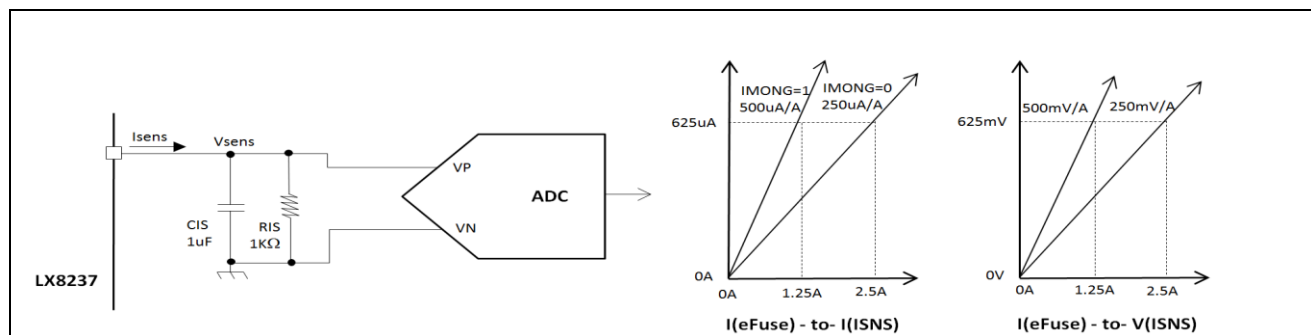 Isens
Vsens
CIS
1uF
RIS
1KΩ
VP
VN
ADC
LX8237
IMONG=1
500uA/A
IMONG=0
250uA/A
625uA
0A
0A
1.25A
2.5A
I(eFuse) - to- I(ISNS)
500mV/A
250mV/A
625mV
0V
0A
1.25A
2.5A
I(eFuse) - to- V(ISNS)